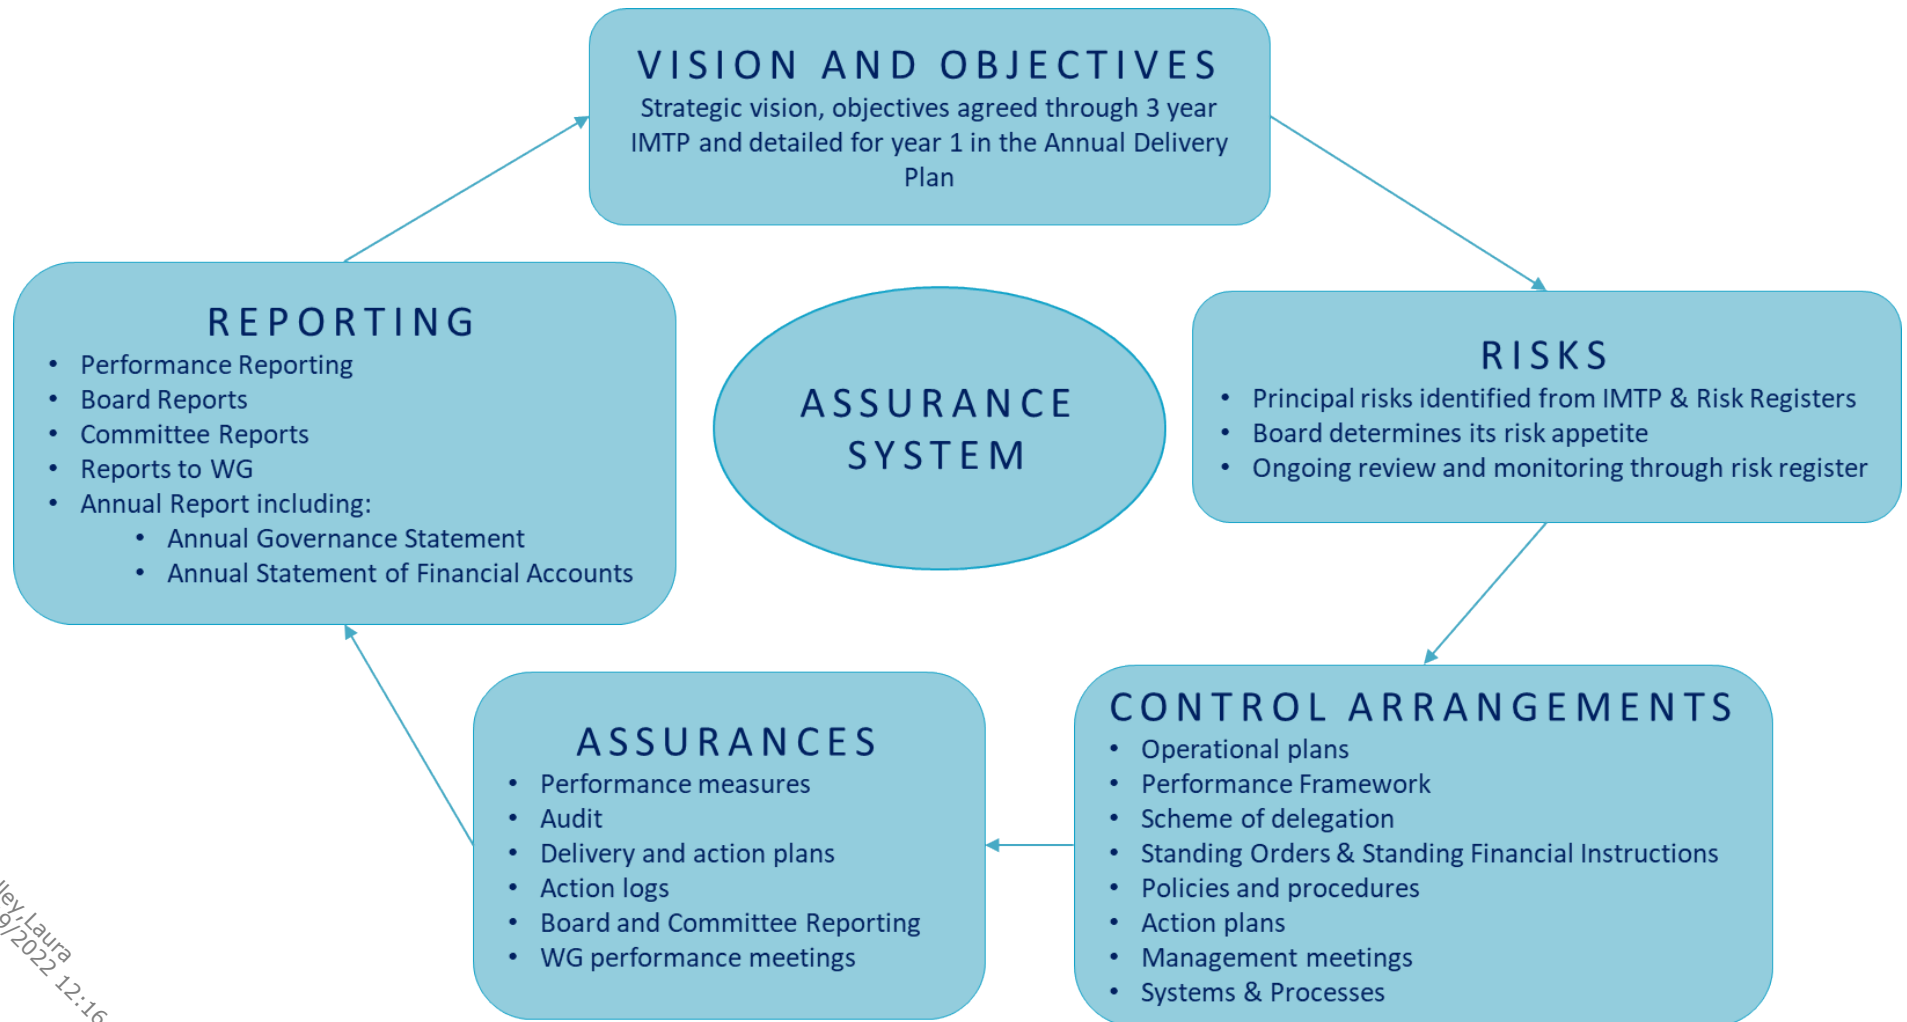 VISION AND OBJECTIVES
Strategic vision, objectives agreed through 3 year
IMTP and detailed for year 1 in the Annual Delivery
Plan
REPORTING
• Performance Reporting
• Board Reports
• Committee Reports
• Reports to WG
• Annual Report including:
• Annual Governance Statement
• Annual Statement of Financial Accounts
ASSURANCE
SYSTEM
RISKS
• Principal risks identified from IMTP & Risk Registers
• Board determines its risk appetite
• Ongoing review and monitoring through risk register
ASSURANCES
• Performance measures
• Audit
• Delivery and action plans
• Action logs
• Board and Committee Reporting
• WG performance meetings
CONTROL ARRANGEMENTS
• Operational plans
• Performance Framework
• Scheme of delegation
• Standing Orders & Standing Financial Instructions
• Policies and procedures
• Action plans
• Management meetings
• Systems & Processes
Laura
9/2022 12:16